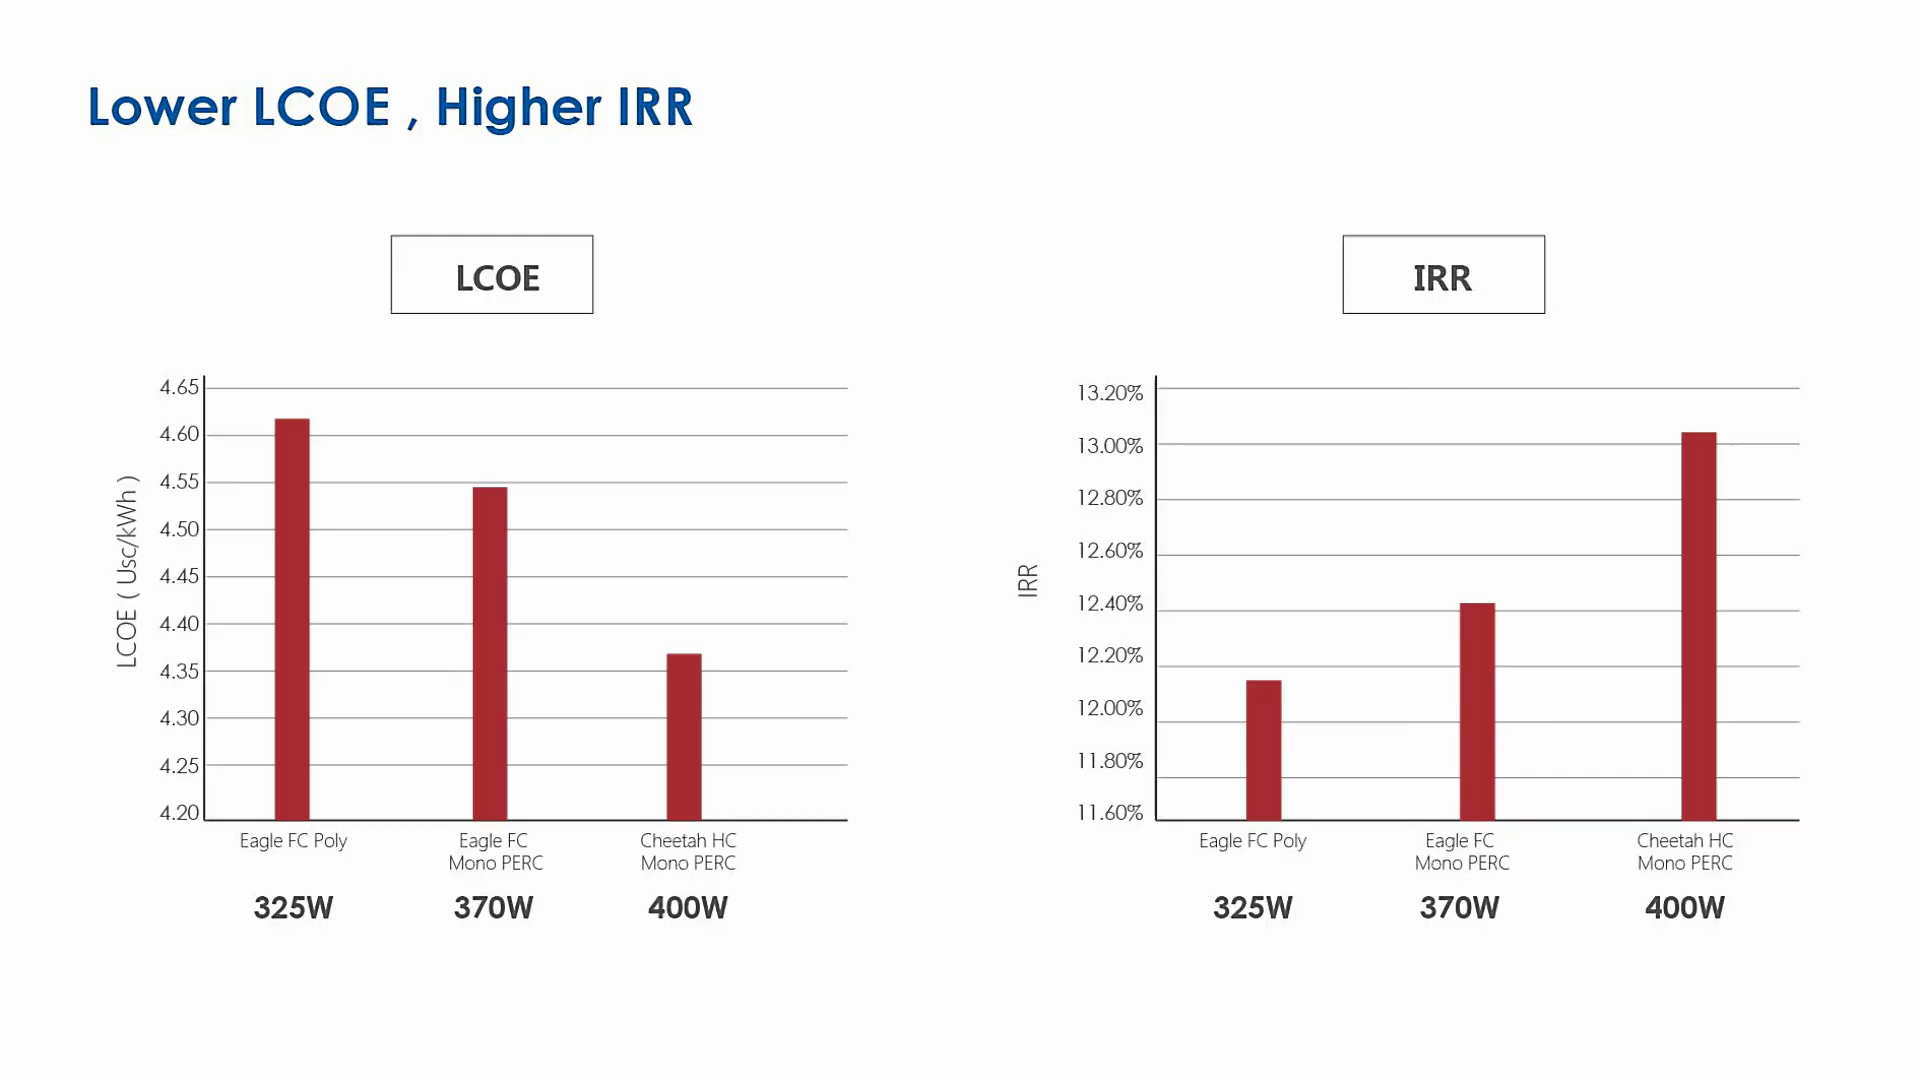 Lower LCOE , Higher IRR
LCOE
LCOE ( Usc/kWh )
4.65
4.60
4.55
4.50
4.45
4.40
4.35
4.30
4.25
4.20
Eagle FC Poly
325W
Eagle FC
Mono PERC
370W
Cheetah HC
Mono PERC
400W
IRR
IRR
13.20%
13.00%
12.80%
12.60%
12.40%
12.20%
12.00%
11.80%
11.60%
Eagle FC Poly
325W
Eagle FC
Mono PERC
370W
Cheetah HC
Mono PERC
400W